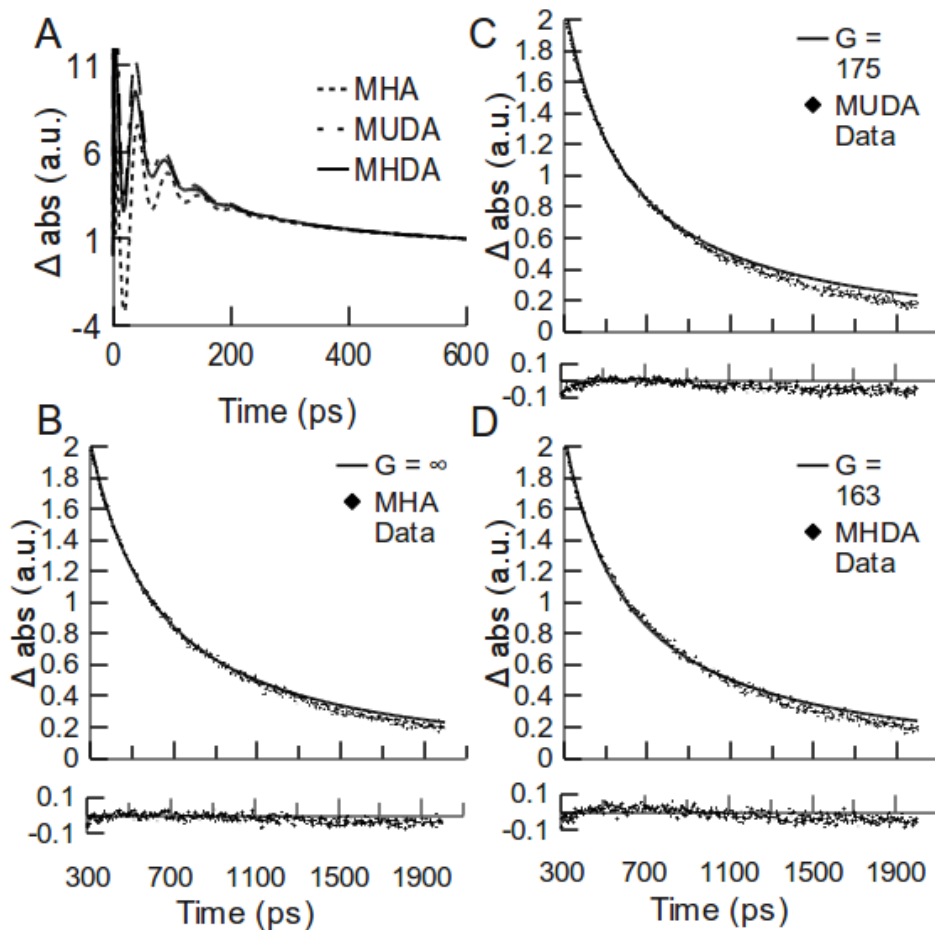 A
Δ abs (a.u.)
11
6
1
-4
MHA
MUDA
MHDA
0
200
400
600
Time (ps)
B
Δ abs (a.u.)
2
1.8
1.6
1.4
1.2
1
0.8
0.6
0.4
0.2
0
G = ∞
MHA
Data
0.1
-0.1
300 700 1100 1500 1900
Time (ps)
C
Δ abs (a.u.)
2
1.8
1.6
1.4
1.2
1
0.8
0.6
0.4
0.2
0
G =
175
MUDA
Data
0.1
-0.1
D
Δ abs (a.u.)
2
1.8
1.6
1.4
1.2
1
0.8
0.6
0.4
0.2
0
G =
163
MHDA
Data
0.1
-0.1
300 700 1100 1500 1900
Time (ps)